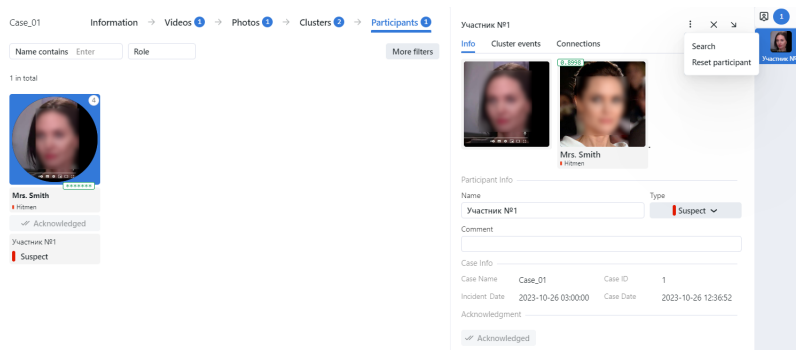 Case_01 Information → Videos 1 → Photos 1 → Clusters 2 → Participants 1
Name contains Enter Role More filters
1 in total
4
********
Mrs. Smith
Hitmen
Acknowledged
Участник №1
Suspect
Участник №1
Info Cluster events Connections
Search
Reset participant
0.8998
Mrs. Smith
Hitmen
Participant Info
Name Type
Участник №1 Suspect
Comment
Case Info
Case Name Case_01 Case ID 1
Incident Date 2023-10-26 03:00:00 Case Date 2023-10-26 12:36:52
Acknowledgment
Acknowledged
1
Участник №